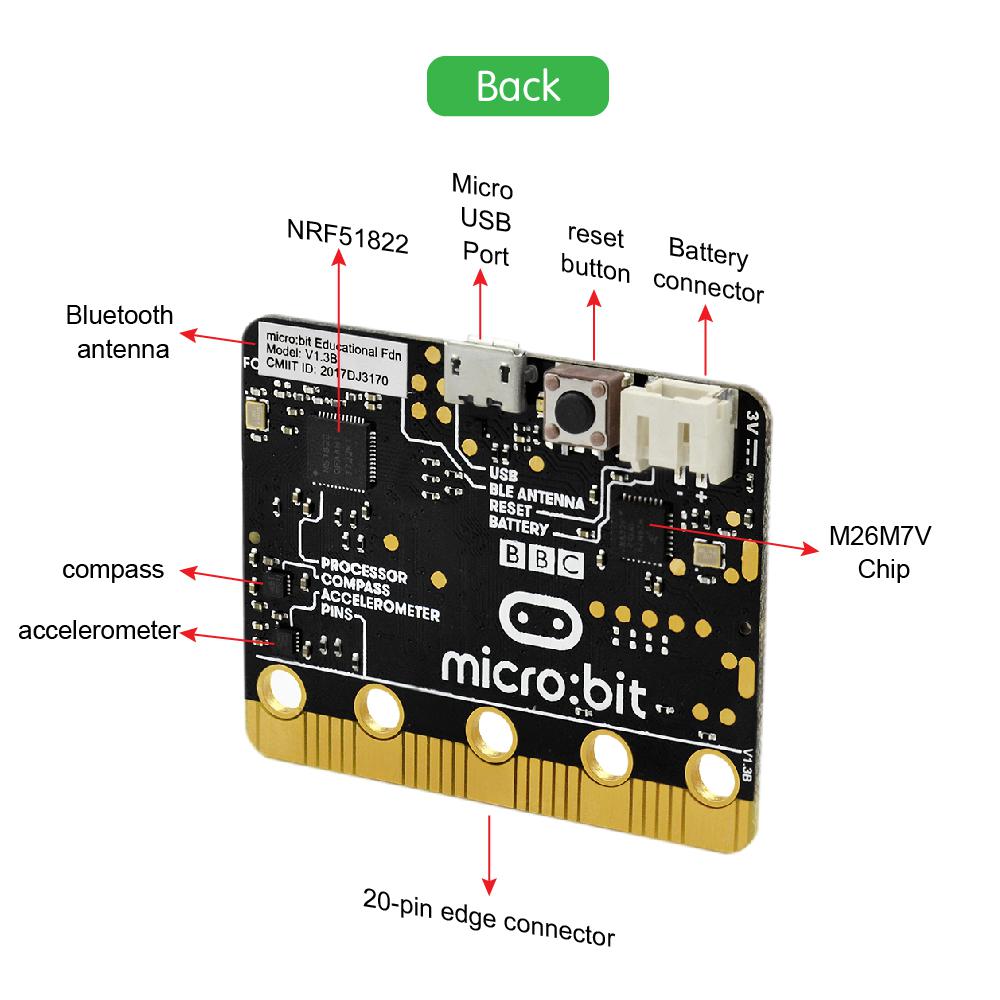 Back
Micro
USB
Port
NRF51822
reset
button
Battery
connector
Bluetooth
antenna
micro:bit Educational Fdn
Model: V1.3B
CMIIT ID: 2017DJ3170
FC
3V
- +
USB
BLE ANTENNA
RESET
BATTERY
BBC
M26M7V
Chip
PROCESSOR
COMPASS
ACCELEROMETER
PINS
compass
accelerometer
micro:bit
V1.3B
20-pin edge connector